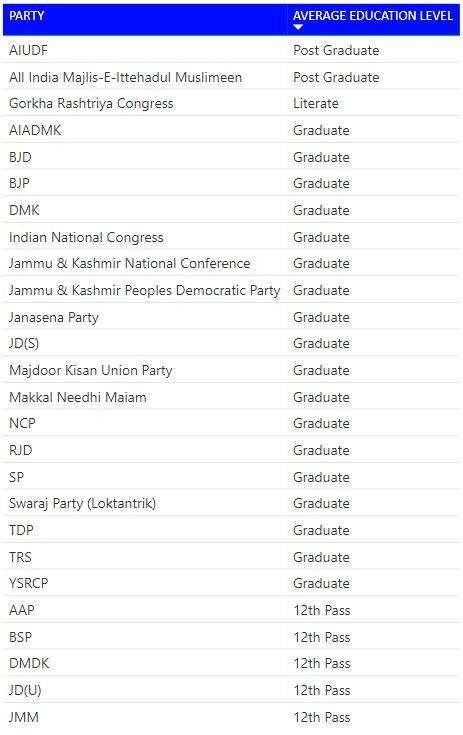 PARTY AVERAGE EDUCATION LEVEL
AIUDF Post Graduate
All India Majlis-E-Ittehadul Muslimeen Post Graduate
Gorkha Rashtriya Congress Literate
AIADMK Graduate
BJD Graduate
BJP Graduate
DMK Graduate
Indian National Congress Graduate
Jammu & Kashmir National Conference Graduate
Jammu & Kashmir Peoples Democratic Party Graduate
Janasena Party Graduate
JD(S) Graduate
Majdoor Kisan Union Party Graduate
Makkal Needhi Maiam Graduate
NCP Graduate
RJD Graduate
SP Graduate
Swaraj Party (Loktantrik) Graduate
TDP Graduate
TRS Graduate
YSRCP Graduate
AAP 12th Pass
BSP 12th Pass
DMDK 12th Pass
JD(U) 12th Pass
JMM 12th Pass